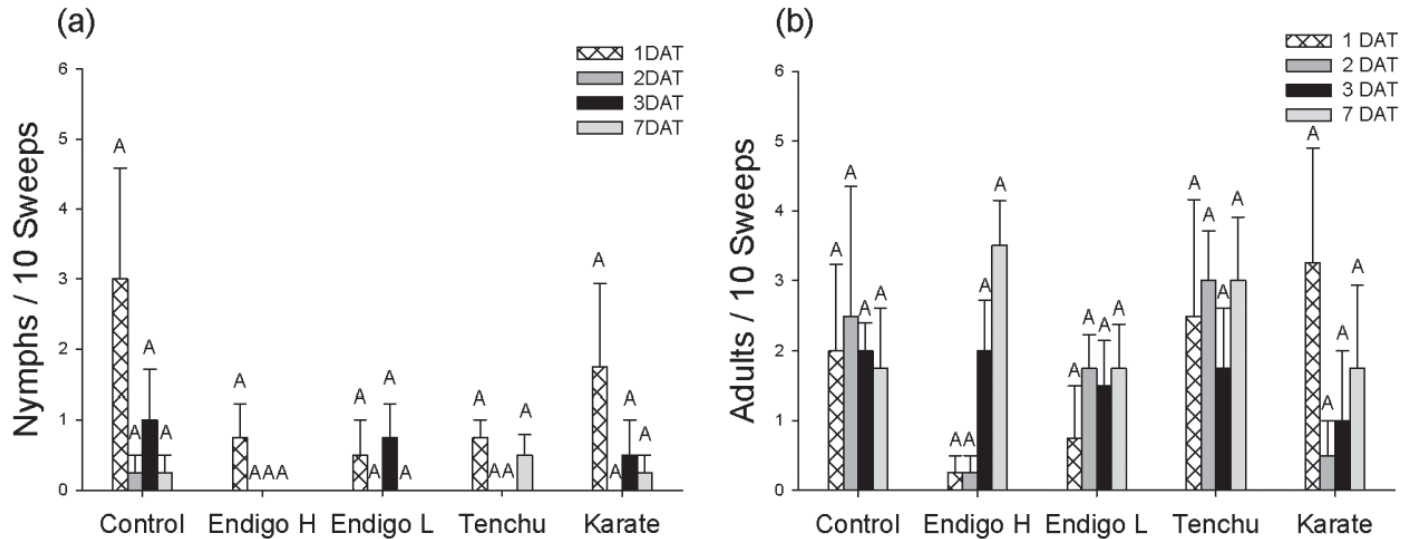 (a)
1DAT
2DAT
3DAT
7DAT
6
5
4
3
2
1
0
Nymphs / 10 Sweeps
A A A A
A AAA
A A A A
A AA A
A A A A
Control Endigo H Endigo L Tenchu Karate
(b)
1 DAT
2 DAT
3 DAT
7 DAT
6
5
4
3
2
1
0
Adults / 10 Sweeps
A A A A
A A A A
A A A A
A A A A
A A A A
Control Endigo H Endigo L Tenchu Karate